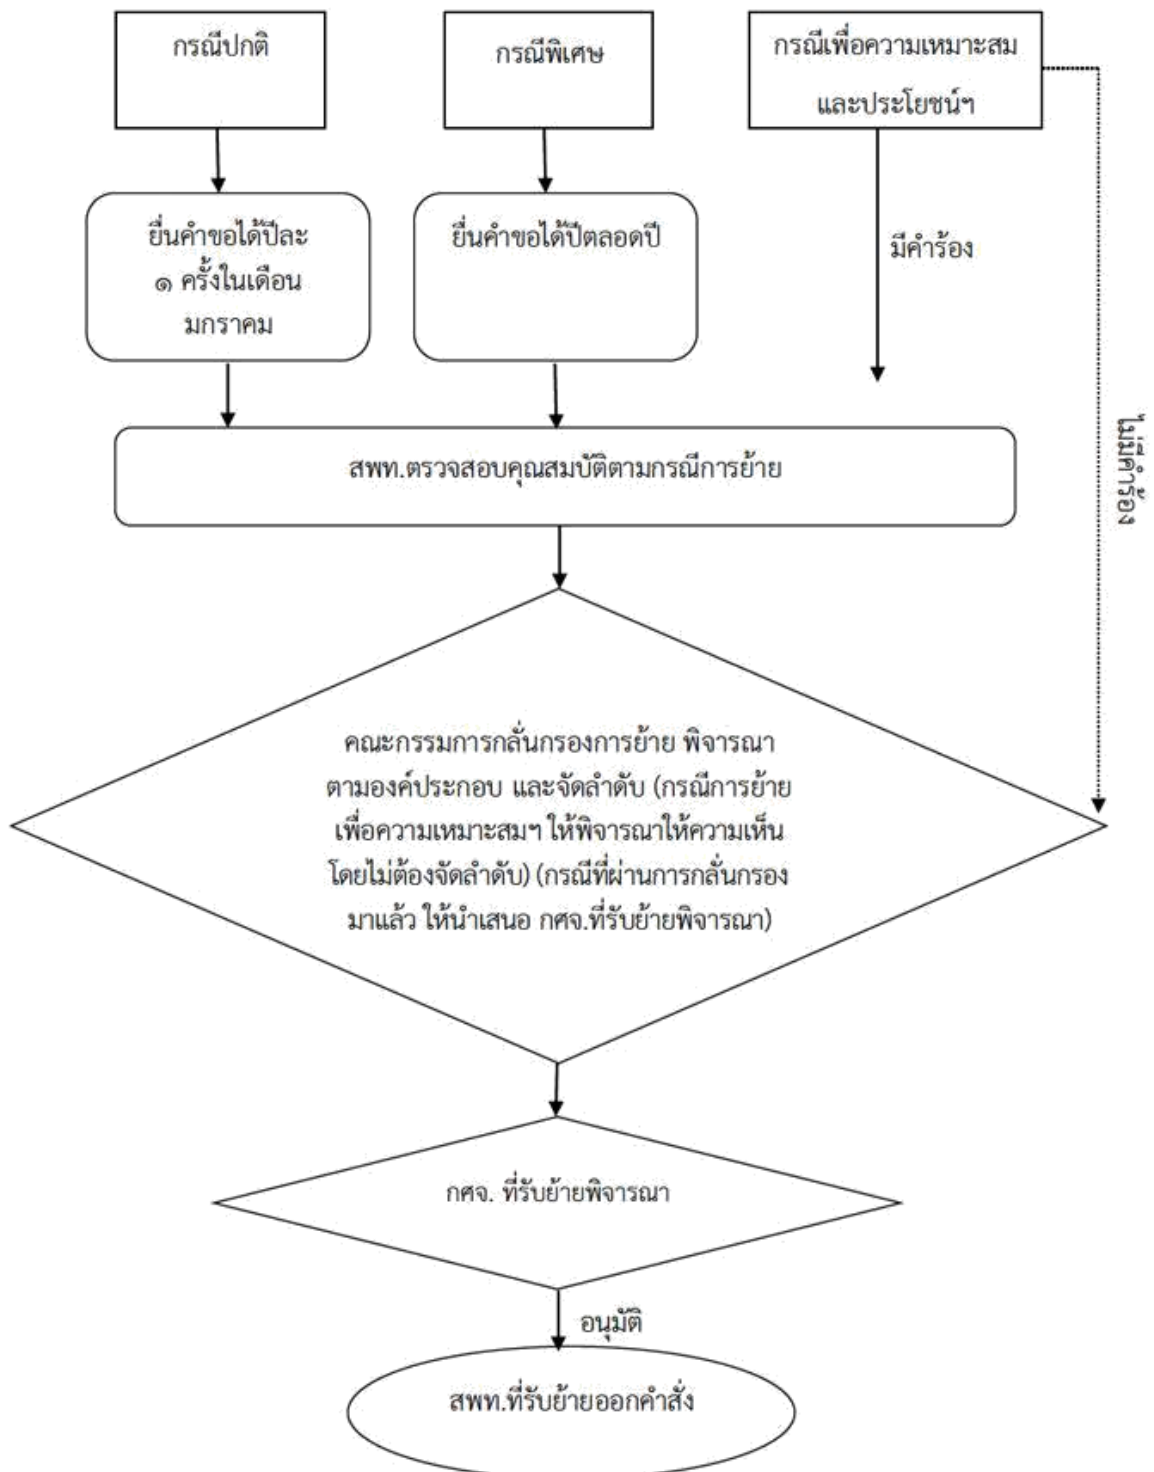 กรณีปกติ
กรณีพิเศษ
กรณีเพื่อความเหมาะสม
และประโยชน์ฯ
ยื่นคำขอได้ปีละ
๑ ครั้งในเดือน
มกราคม
ยื่นคำขอได้ปีตลอดปี
มีคำร้อง
ไม่มีคำร้อง
สพท.ตรวจสอบคุณสมบัติตามกรณีการย้าย
คณะกรรมการกลั่นกรองการย้าย พิจารณา
ตามองค์ประกอบ และจัดลำดับ (กรณีการย้าย
เพื่อความเหมาะสมฯ ให้พิจารณาให้ความเห็น
โดยไม่ต้องจัดลำดับ) (กรณีที่ผ่านการกลั่นกรอง
มาแล้ว ให้นำเสนอ กศจ.ที่รับย้ายพิจารณา)
กศจ. ที่รับย้ายพิจารณา
อนุมัติ
สพท.ที่รับย้ายออกคำสั่ง